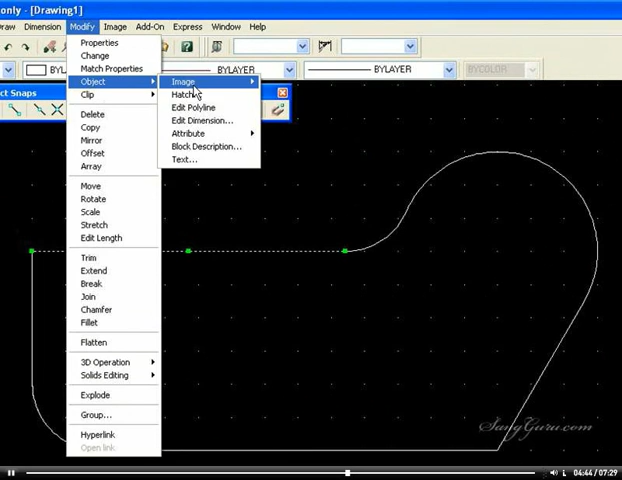 only - [Drawing1]
Draw Dimension Modify Image Add-On Express Window Help
BYLAYER BYLAYER BYCOLOR
ct Snaps
Properties
Change
Match Properties
Object
Clip
Delete
Copy
Mirror
Offset
Array
Move
Rotate
Scale
Stretch
Edit Length
Trim
Extend
Break
Join
Chamfer
Fillet
Flatten
3D Operation
Solids Editing
Explode
Group...
Hyperlink
Open link
Image
Hatch...
Edit Polyline
Edit Dimension...
Attribute
Block Description...
Text...
SangGuru.com
04:44 / 07:29